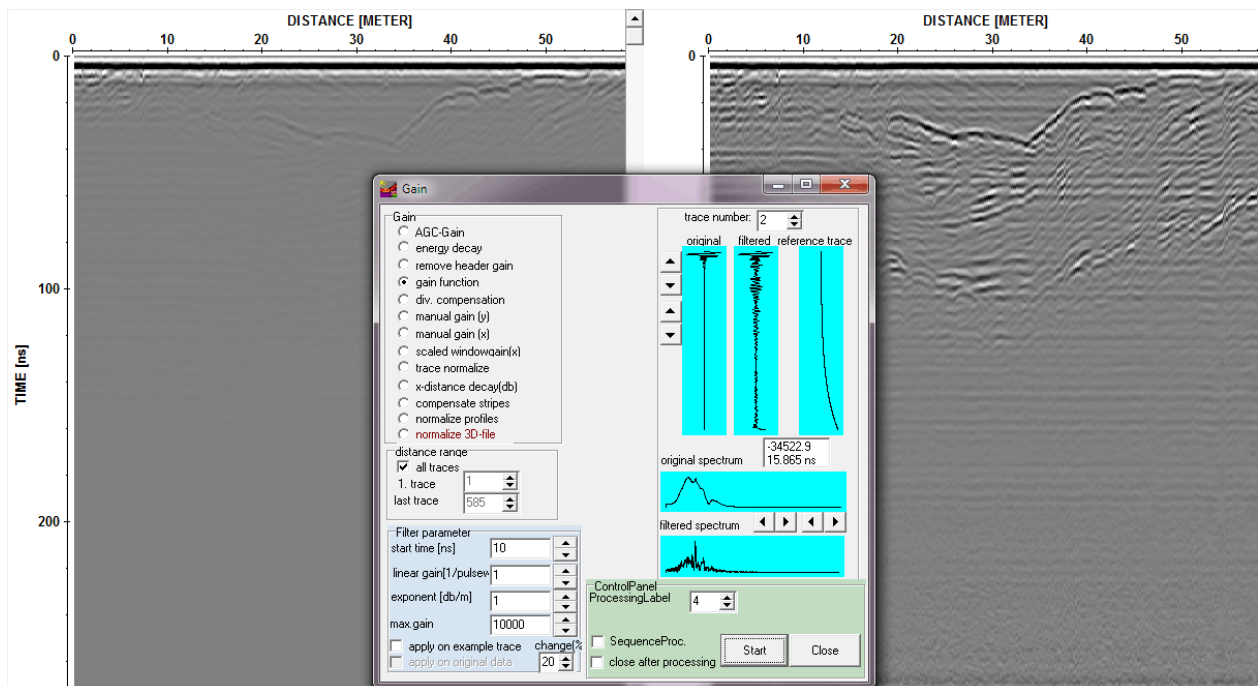 DISTANCE [METER]
0 10 20 30 40 50
0
100
200
TIME [ns]
DISTANCE [METER]
0 10 20 30 40 50
Gain
Gain
AGC-Gain
energy decay
remove header gain
gain function
div. compensation
manual gain (y)
manual gain (x)
scaled windowgain(x)
trace normalize
x-distance decay(db)
compensate stripes
normalize profiles
normalize 3D-file
distance range
all traces
1. trace 1
last trace 585
Filter parameter
start time [ns] 10
linear gain[1/pulsew 1
exponent [db/m] 1
max.gain 10000
apply on example trace change(%
apply on original data 20
trace number: 2
original filtered reference trace
-34522.9
15.865 ns
original spectrum
filtered spectrum
ControlPanel
ProcessingLabel 4
SequenceProc.
close after processing
Start Close